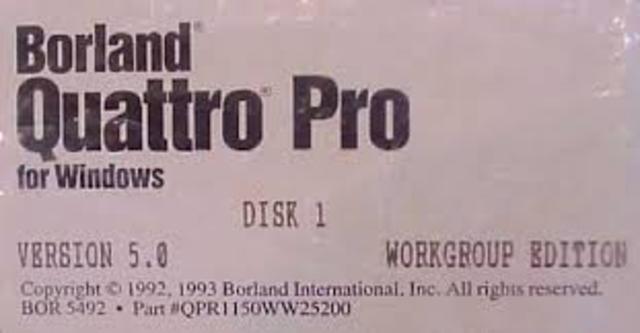 Borland®
Quattro® Pro
for Windows
DISK 1
VERSION 5.0 WORKGROUP EDITION
Copyright © 1992, 1993 Borland International, Inc. All rights reserved.
BOR 5492 • Part #QPR1150WW25200